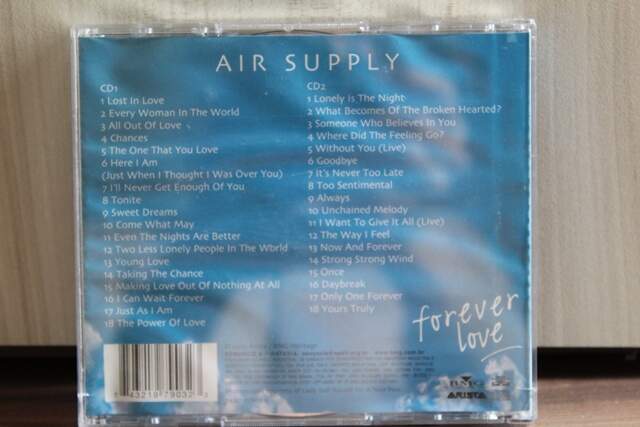 AIR SUPPLY
CD1
1 Lost In Love
2 Every Woman In The World
3 All Out Of Love
4 Chances
5 The One That You Love
6 Here I Am
(Just When I Thought I Was Over You)
7 I'll Never Get Enough Of You
8 Tonite
9 Sweet Dreams
10 Come What May
11 Even The Nights Are Better
12 Two Less Lonely People In The World
13 Young Love
14 Taking The Chance
15 Making Love Out Of Nothing At All
16 I Can Wait Forever
17 Just As I Am
18 The Power Of Love
CD2
1 Lonely Is The Night
2 What Becomes Of The Broken Hearted?
3 Someone Who Believes In You
4 Where Did The Feeling Go?
5 Without You (Live)
6 Goodbye
7 It's Never Too Late
8 Too Sentimental
9 Always
10 Unchained Melody
11 I Want To Give It All (Live)
12 The Way I Feel
13 Now And Forever
14 Strong Strong Wind
15 Once
16 Daybreak
17 Only One Forever
18 Yours Truly
forever
love
BMG
ARISTA
7 43219 79032 3